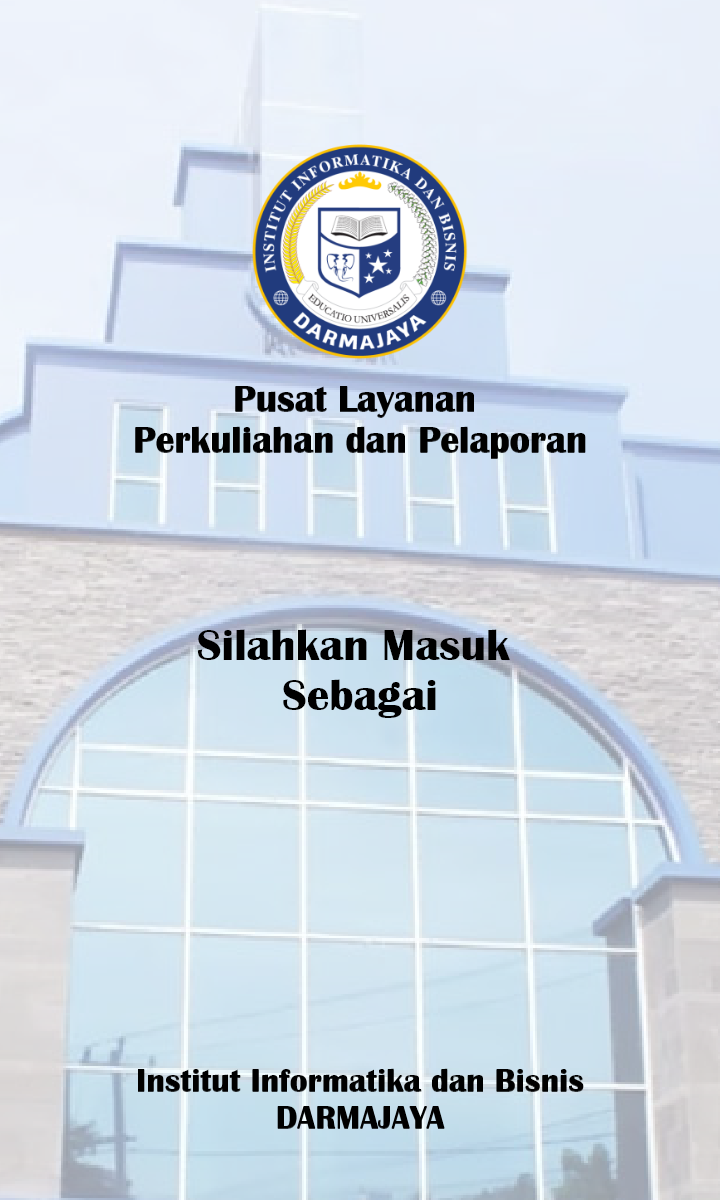 INSTITUT INFORMATIKA DAN BISNIS
EDUCATIO UNIVERSALIS
DARMAJAYA
Pusat Layanan
Perkuliahan dan Pelaporan
Silahkan Masuk
Sebagai
Institut Informatika dan Bisnis
DARMAJAYA